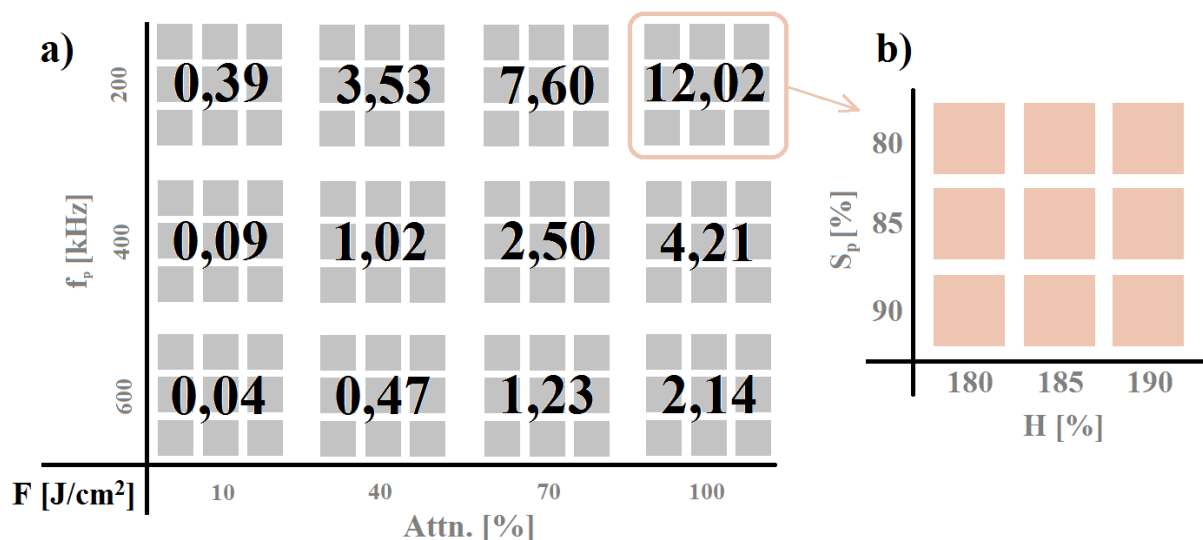 a)
200
0,39 3,53 7,60 12,02
f_p [kHz]
400
0,09 1,02 2,50 4,21
600
0,04 0,47 1,23 2,14
F [J/cm²]
10 40 70 100
Attn. [%]
b)
80
S_p [%]
85
90
180 185 190
H [%]